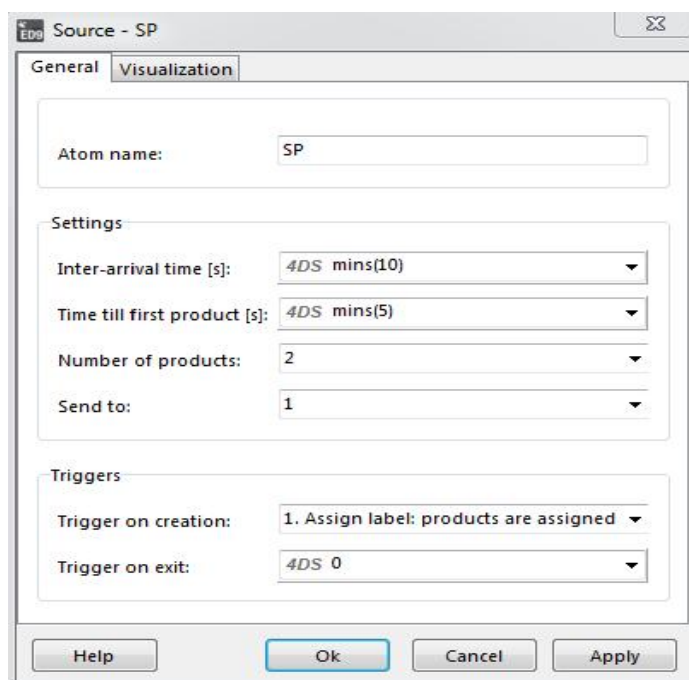 ED9 Source - SP
General Visualization
Atom name: SP
Settings
Inter-arrival time [s]: 4DS mins(10)
Time till first product [s]: 4DS mins(5)
Number of products: 2
Send to: 1
Triggers
Trigger on creation: 1. Assign label: products are assigned
Trigger on exit: 4DS 0
Help Ok Cancel Apply